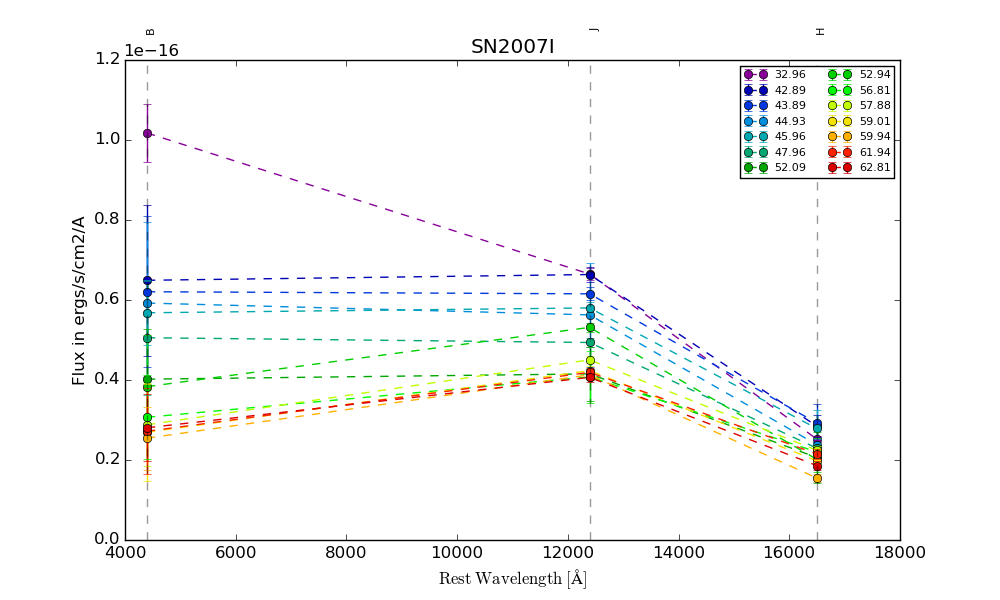 B J H
1e−16 SN2007I
1.2
1.0
0.8
0.6
0.4
0.2
0.0
Flux in ergs/s/cm2/A
32.96 52.94
42.89 56.81
43.89 57.88
44.93 59.01
45.96 59.94
47.96 61.94
52.09 62.81
4000 6000 8000 10000 12000 14000 16000 18000
Rest Wavelength [Å]